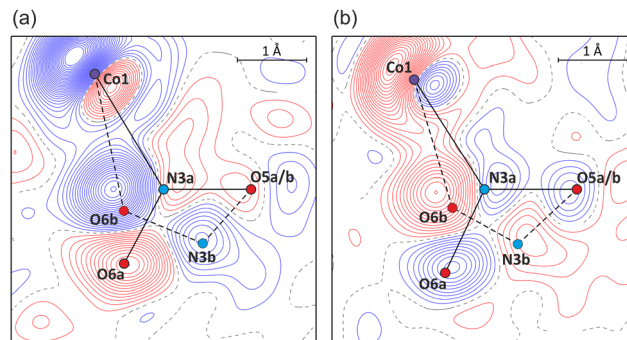 (a)
1 Å
Co1
N3a
O5a/b
O6b
N3b
O6a
(b)
1 Å
Co1
N3a
O5a/b
O6b
N3b
O6a